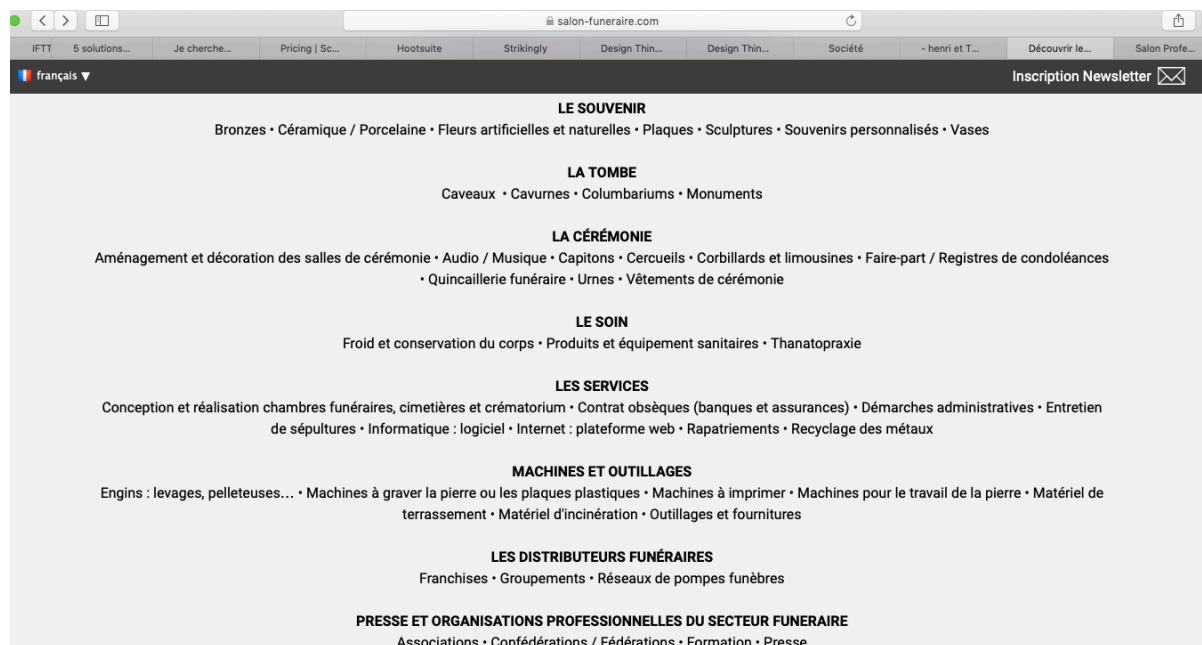 salon-funeraire.com
IFTT 5 solutions... Je cherche... Pricing | Sc... Hootsuite Strikingly Design Thin... Design Thin... Société - henri et T... Découvrir le... Salon Profe...
français ▼ Inscription Newsletter
LE SOUVENIR
Bronzes • Céramique / Porcelaine • Fleurs artificielles et naturelles • Plaques • Sculptures • Souvenirs personnalisés • Vases
LA TOMBE
Caveaux • Cavurnes • Columbariums • Monuments
LA CÉRÉMONIE
Aménagement et décoration des salles de cérémonie • Audio / Musique • Capitons • Cercueils • Corbillards et limousines • Faire-part / Registres de condoléances
• Quincaillerie funéraire • Urnes • Vêtements de cérémonie
LE SOIN
Froid et conservation du corps • Produits et équipement sanitaires • Thanatopraxie
LES SERVICES
Conception et réalisation chambres funéraires, cimetières et crématorium • Contrat obsèques (banques et assurances) • Démarches administratives • Entretien
de sépultures • Informatique : logiciel • Internet : plateforme web • Rapatriements • Recyclage des métaux
MACHINES ET OUTILLAGES
Engins : levages, pelleteuses... • Machines à graver la pierre ou les plaques plastiques • Machines à imprimer • Machines pour le travail de la pierre • Matériel de
terrassement • Matériel d'incinération • Outillages et fournitures
LES DISTRIBUTEURS FUNÉRAIRES
Franchises • Groupements • Réseaux de pompes funèbres
PRESSE ET ORGANISATIONS PROFESSIONNELLES DU SECTEUR FUNERAIRE
Associations • Confédérations / Fédérations • Formation • Presse